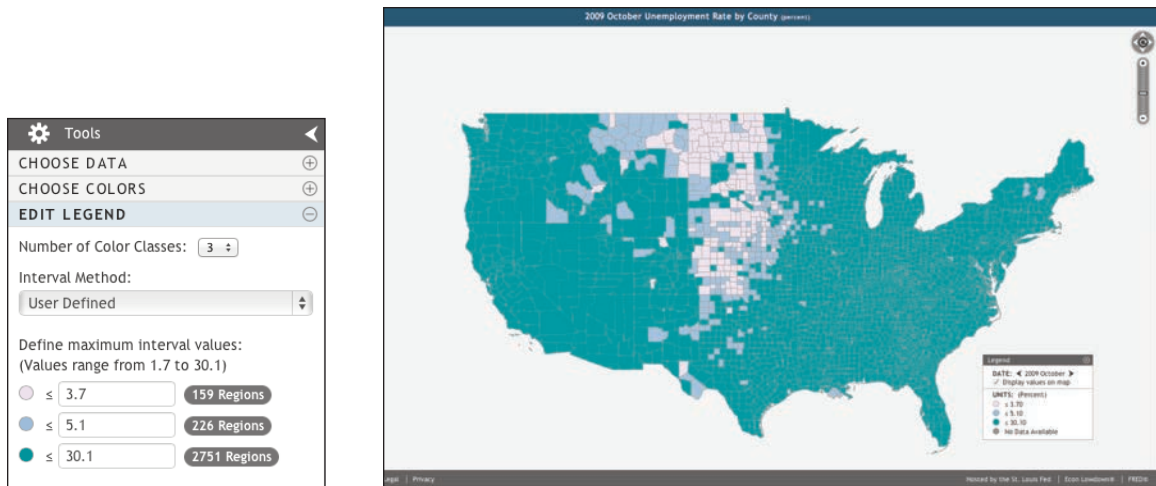 Tools
CHOOSE DATA
CHOOSE COLORS
EDIT LEGEND
Number of Color Classes: 3
Interval Method:
User Defined
Define maximum interval values:
(Values range from 1.7 to 30.1)
≤ 3.7 159 Regions
≤ 5.1 226 Regions
≤ 30.1 2751 Regions
2009 October Unemployment Rate by County (percent)
Legend
DATE: 2009 October
✓ Display values on map
UNITS: (Percent)
≤ 3.70
≤ 5.10
≤ 30.10
No Data Available
Legal | Privacy
Hosted by the St. Louis Fed | Econ Lowdown® | FRED®